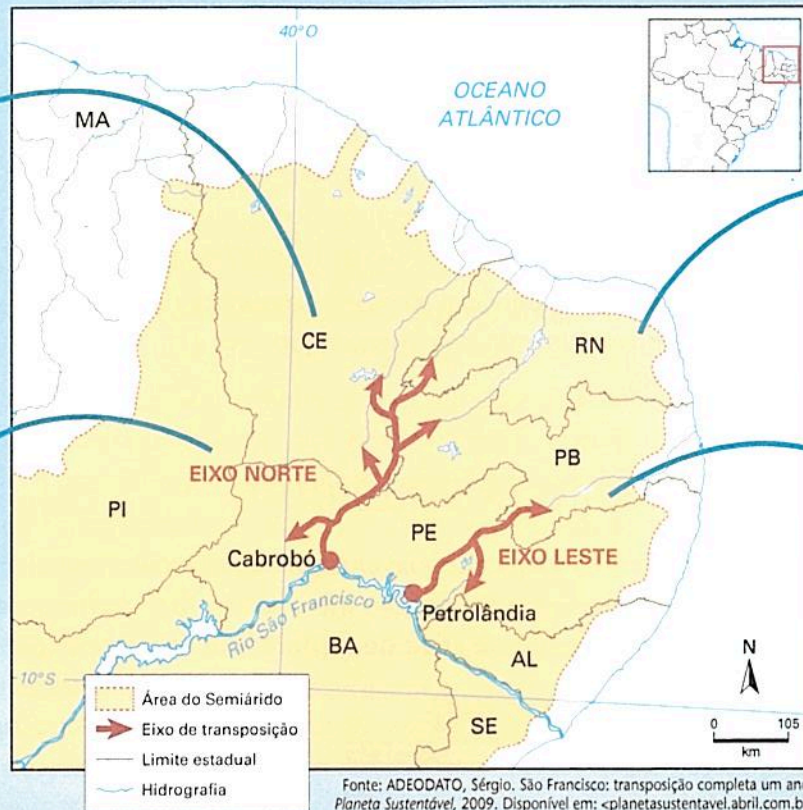 40° O
OCEANO
ATLÂNTICO
MA
CE
RN
EIXO NORTE
PB
PI
PE
Cabrobó
EIXO LESTE
Rio São Francisco
Petrolândia
BA
AL
N
10° S
SE
0 105
km
Área do Semiárido
Eixo de transposição
Limite estadual
Hidrografia
Fonte: ADEODATO, Sérgio. São Francisco: transposição completa um an
Planeta Sustentável, 2009. Disponível em: <planetasustentavel.abril.com.b